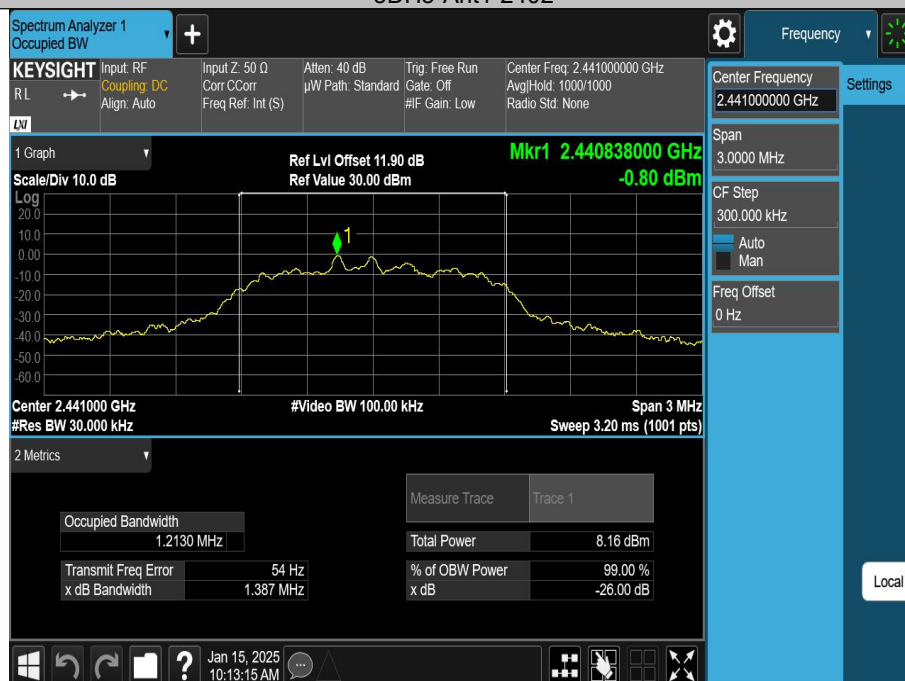 Spectrum Analyzer 1
Occupied BW
+
Frequency
KEYSIGHT
RL
LXI
Input: RF
Coupling: DC
Align: Auto
Input Z: 50 Ω
Corr CCorr
Freq Ref: Int (S)
Atten: 40 dB
µW Path: Standard
Trig: Free Run
Gate: Off
#IF Gain: Low
Center Freq: 2.441000000 GHz
Avg|Hold: 1000/1000
Radio Std: None
Center Frequency
2.441000000 GHz
Settings
Span
3.0000 MHz
CF Step
300.000 kHz
Auto
Man
Freq Offset
0 Hz
Local
1 Graph
Scale/Div 10.0 dB
Ref Lvl Offset 11.90 dB
Ref Value 30.00 dBm
Mkr1 2.440838000 GHz
-0.80 dBm
Log
20.0
10.0
0.00
-10.0
-20.0
-30.0
-40.0
-50.0
-60.0
1
Center 2.441000 GHz
#Video BW 100.00 kHz
Span 3 MHz
#Res BW 30.000 kHz
Sweep 3.20 ms (1001 pts)
2 Metrics
Measure Trace
Trace 1
Occupied Bandwidth
1.2130 MHz
Total Power
8.16 dBm
Transmit Freq Error
54 Hz
% of OBW Power
99.00 %
x dB Bandwidth
1.387 MHz
x dB
-26.00 dB
?
Jan 15, 2025
10:13:15 AM